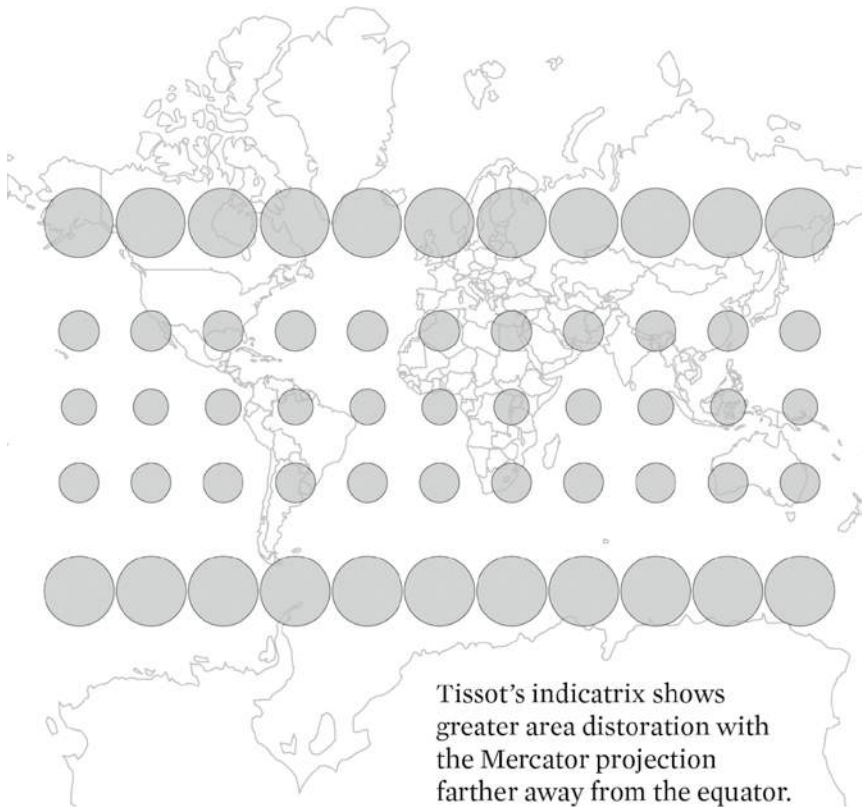 Tissot’s indicatrix shows
greater area distoration with
the Mercator projection
farther away from the equator.